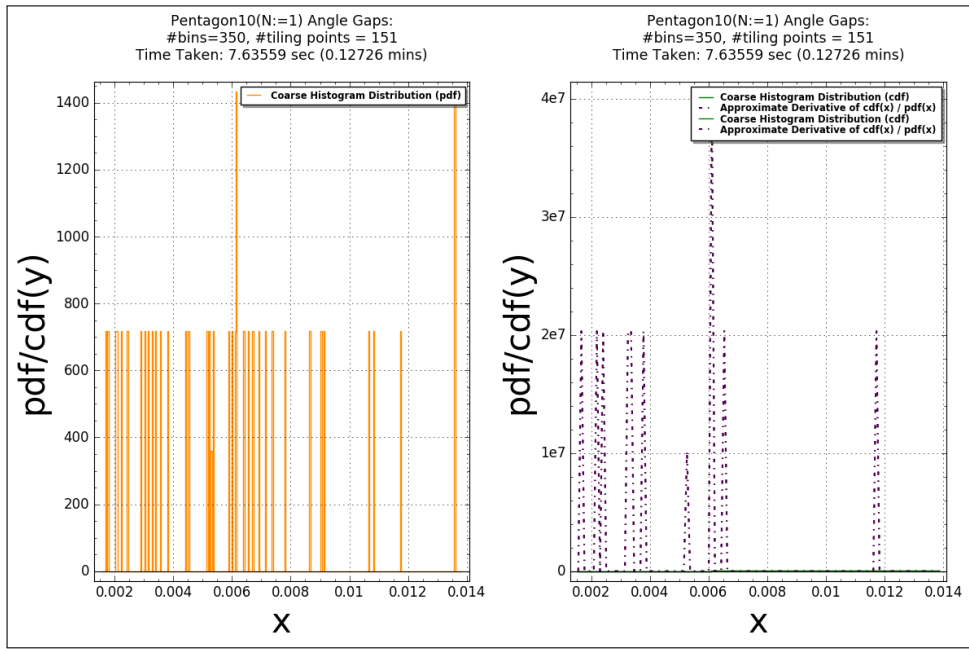 Pentagon10(N:=1) Angle Gaps:
#bins=350, #tiling points = 151
Time Taken: 7.63559 sec (0.12726 mins)
Coarse Histogram Distribution (pdf)
1400
1200
1000
800
600
400
200
0
pdf/cdf(y)
0.002 0.004 0.006 0.008 0.01 0.012 0.014
x
Pentagon10(N:=1) Angle Gaps:
#bins=350, #tiling points = 151
Time Taken: 7.63559 sec (0.12726 mins)
Coarse Histogram Distribution (cdf)
Approximate Derivative of cdf(x) / pdf(x)
Coarse Histogram Distribution (cdf)
Approximate Derivative of cdf(x) / pdf(x)
4e7
3e7
2e7
1e7
0
pdf/cdf(y)
0.002 0.004 0.006 0.008 0.01 0.012 0.014
x